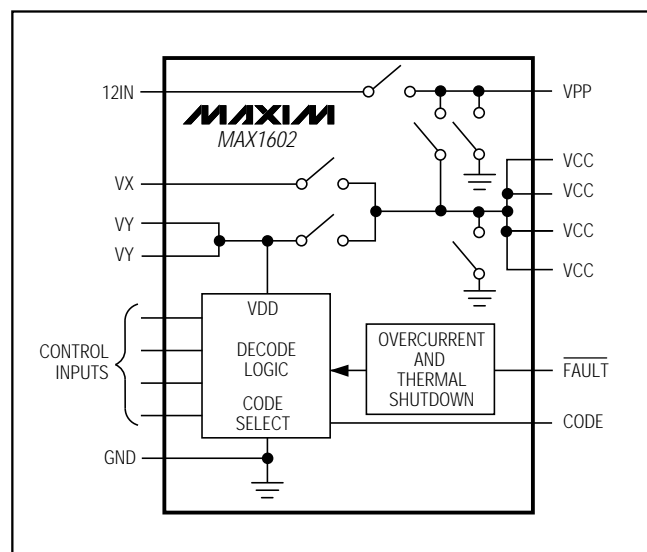 12IN
MAXIM
MAX1602
VPP
VX
VCC
VCC
VY
VCC
VY
VCC
VDD
CONTROL
INPUTS
DECODE
LOGIC
CODE
SELECT
OVERCURRENT
AND
THERMAL
SHUTDOWN
FAULT
CODE
GND